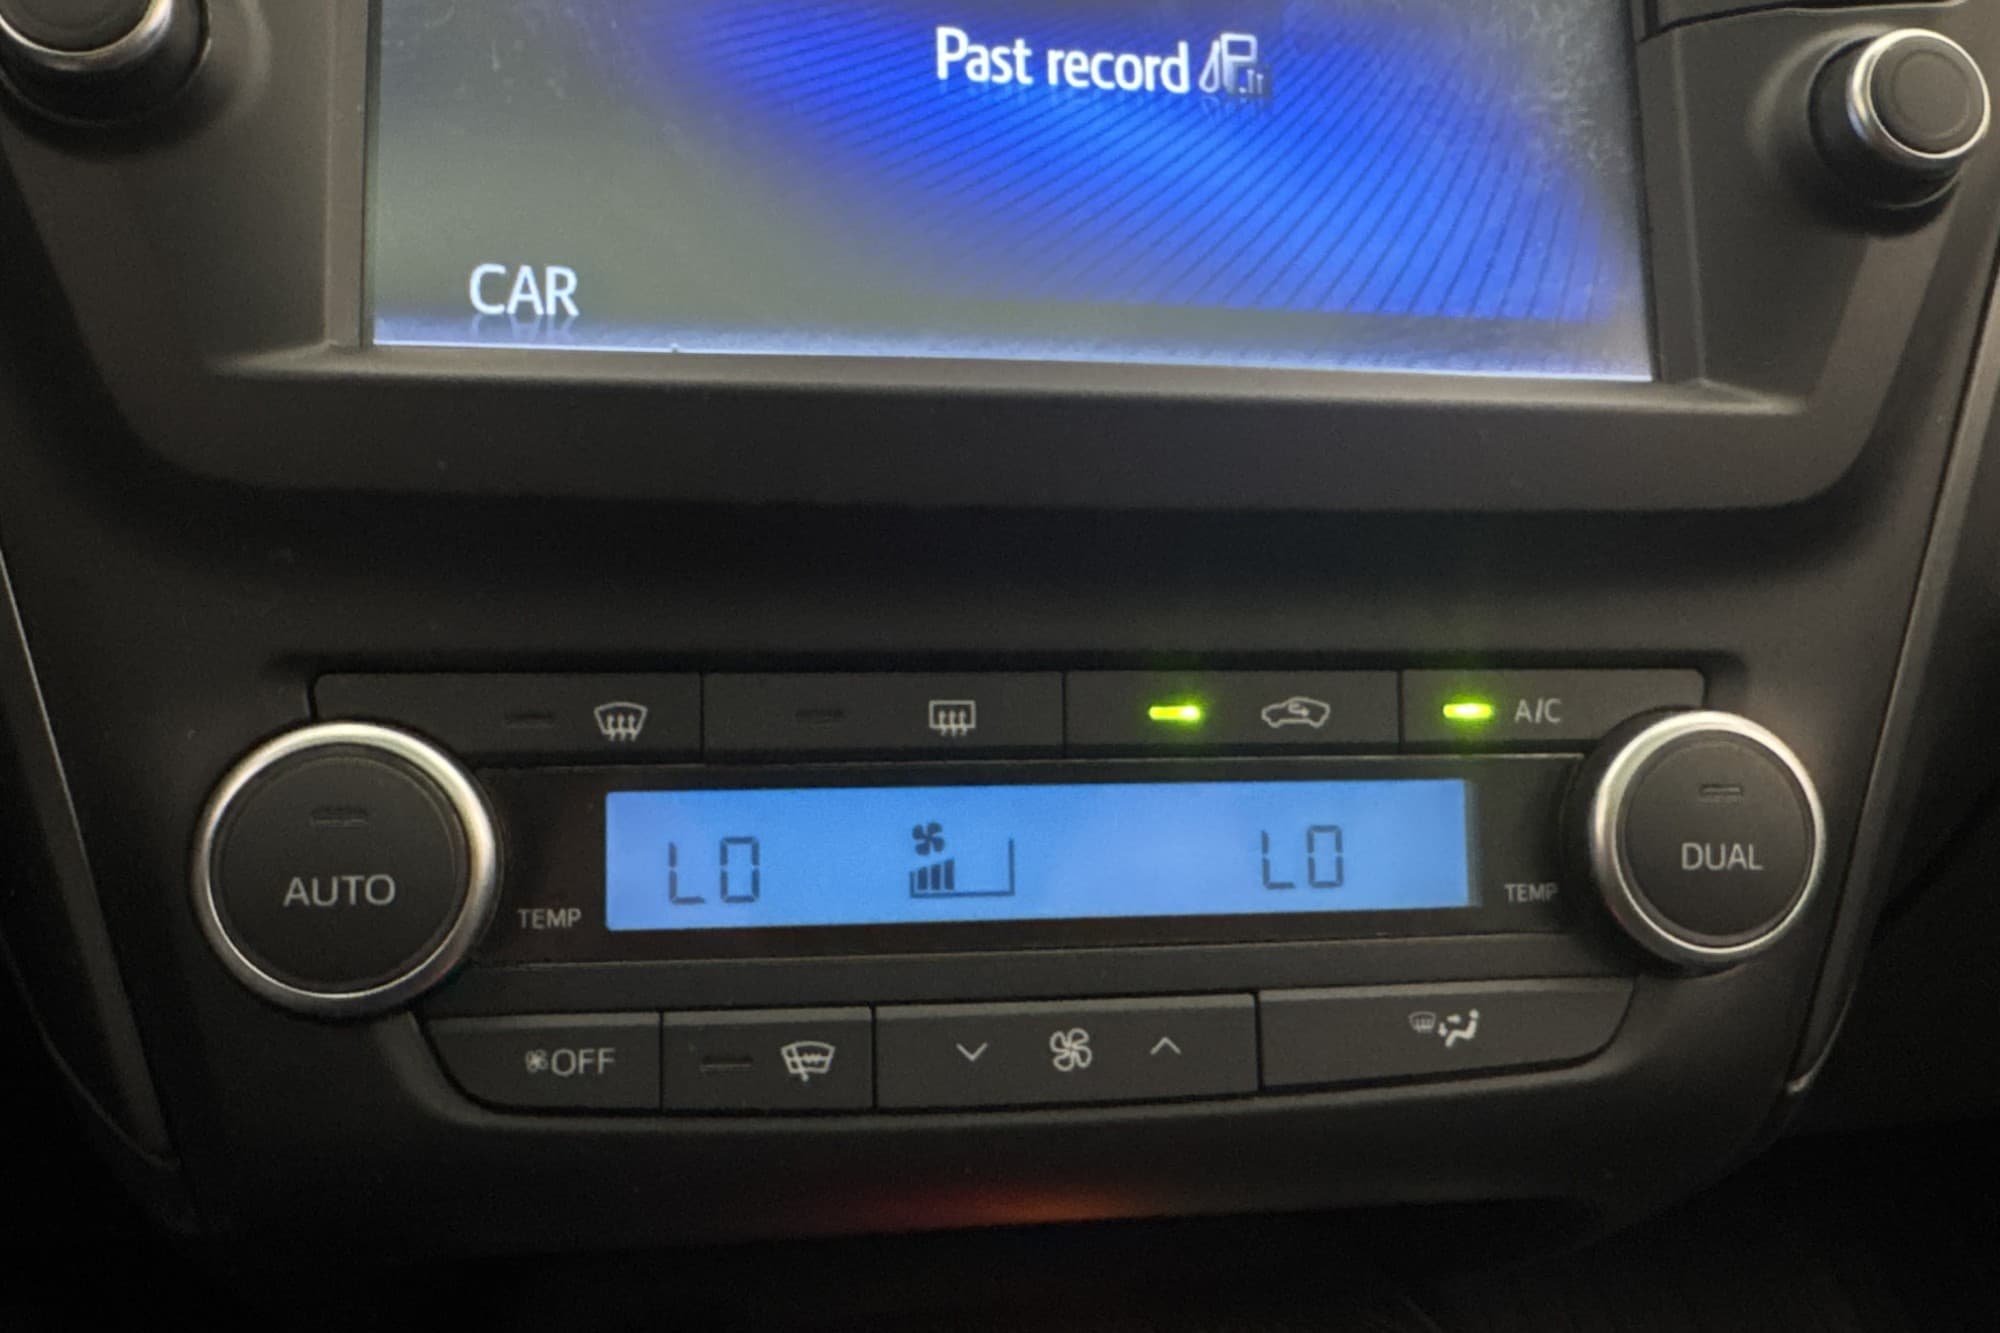 Past record
CAR
A/C
AUTO
TEMP
LO
LO
TEMP
DUAL
OFF